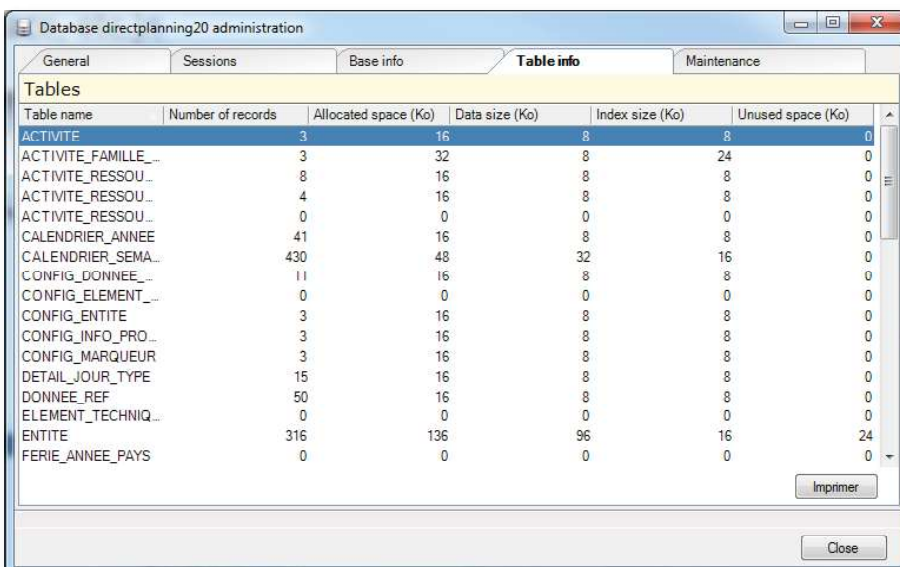 Database directplanning20 administration
General Sessions Base info Table info Maintenance
Tables
Table name Number of records Allocated space (Ko) Data size (Ko) Index size (Ko) Unused space (Ko)
ACTIVITE 3 16 8 8 0
ACTIVITE_FAMILLE_... 3 32 8 24 0
ACTIVITE_RESSOU... 8 16 8 8 0
ACTIVITE_RESSOU... 4 16 8 8 0
ACTIVITE_RESSOU... 0 0 0 0 0
CALENDRIER_ANNEE 41 16 8 8 0
CALENDRIER_SEMA... 430 48 32 16 0
CONFIG_DONNEE_... 11 16 8 8 0
CONFIG_ELEMENT_... 0 0 0 0 0
CONFIG_ENTITE 3 16 8 8 0
CONFIG_INFO_PRO... 3 16 8 8 0
CONFIG_MARQUEUR 3 16 8 8 0
DETAIL_JOUR_TYPE 15 16 8 8 0
DONNEE_REF 50 16 8 8 0
ELEMENT_TECHNIQ... 0 0 0 0 0
ENTITE 316 136 96 16 24
FERIE_ANNEE_PAYS 0 0 0 0 0
Imprimer
Close